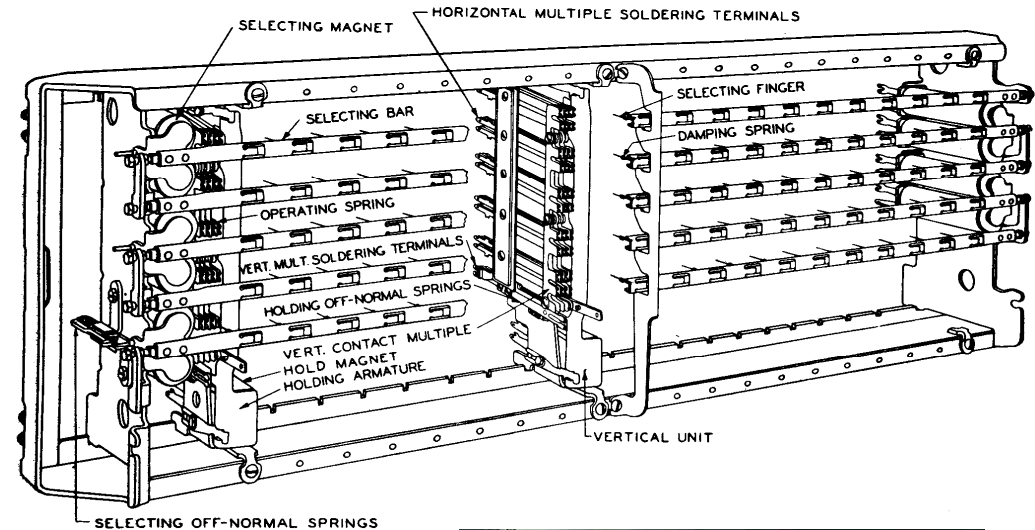 HORIZONTAL MULTIPLE SOLDERING TERMINALS
SELECTING MAGNET
SELECTING BAR
SELECTING FINGER
DAMPING SPRING
OPERATING SPRING
VERT. MULT. SOLDERING TERMINALS
HOLDING OFF-NORMAL SPRINGS
VERT. CONTACT MULTIPLE
HOLD MAGNET
HOLDING ARMATURE
VERTICAL UNIT
SELECTING OFF-NORMAL SPRINGS